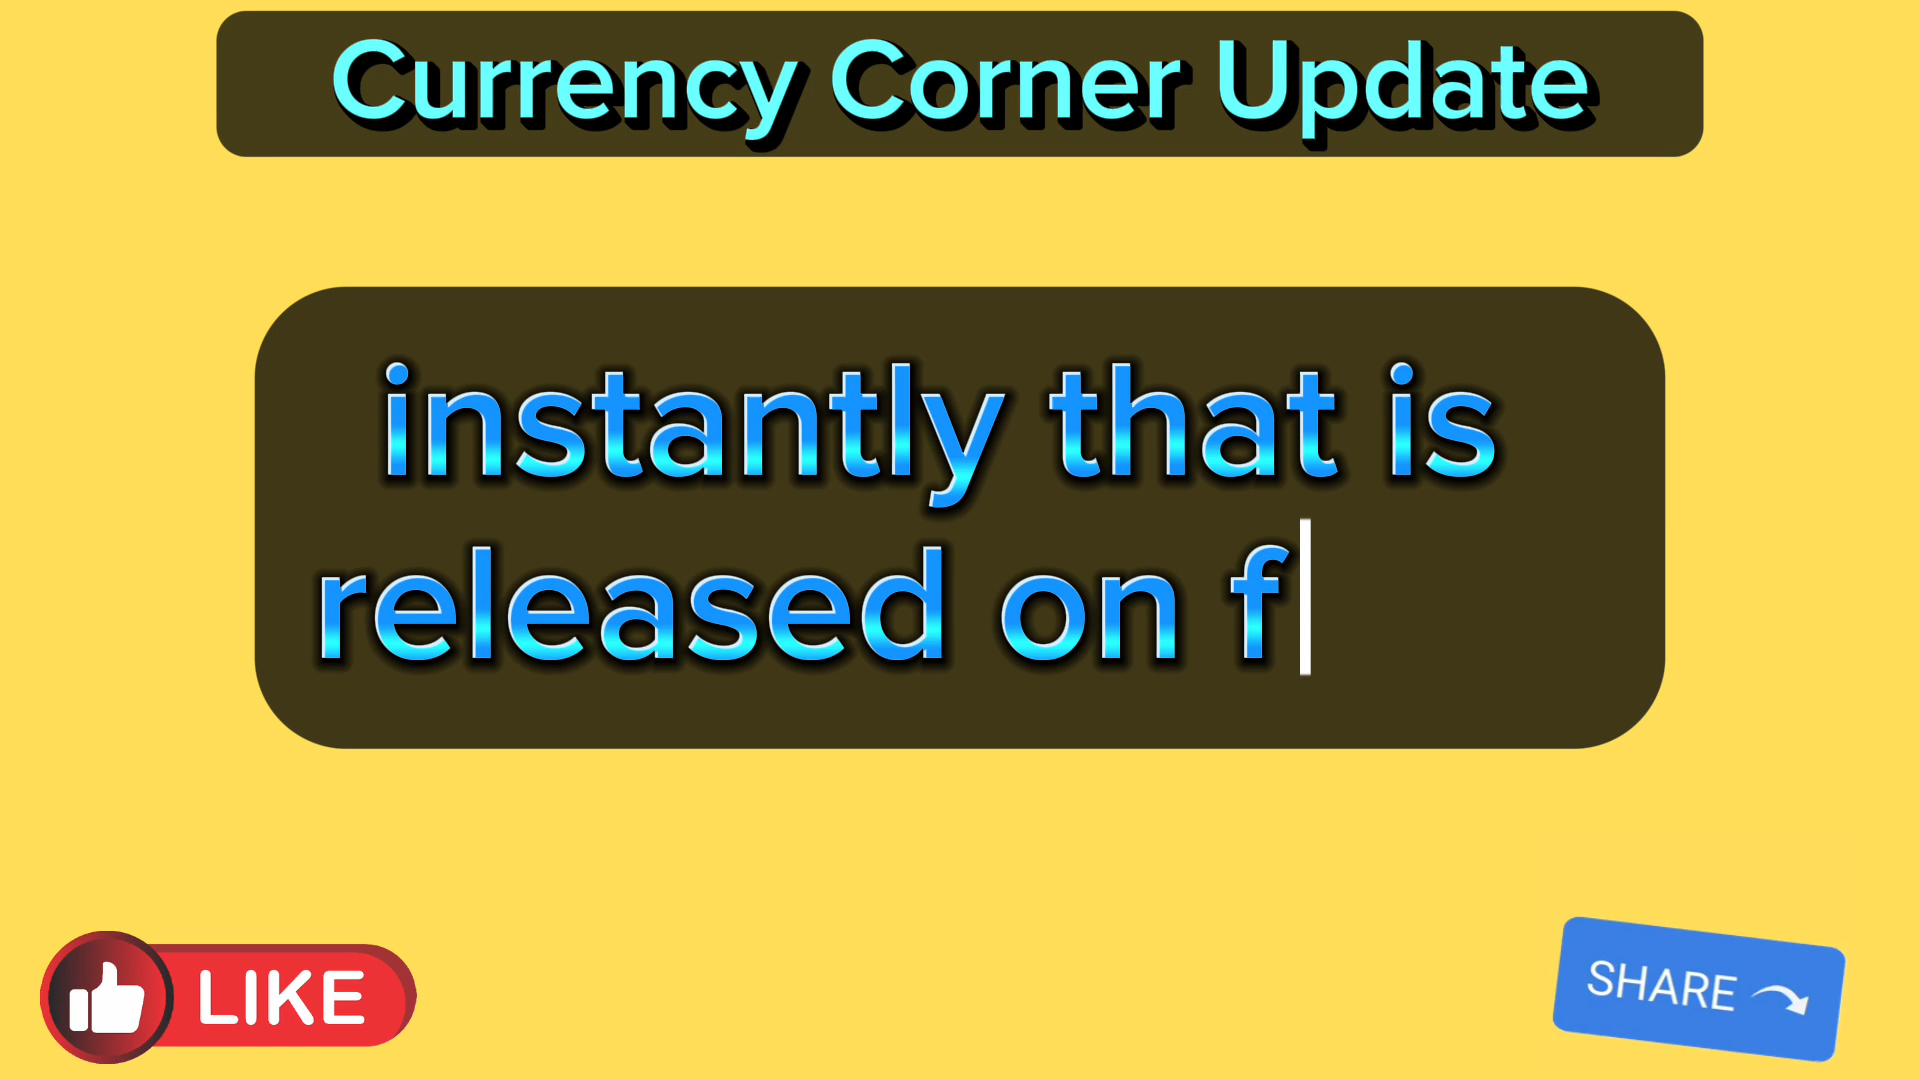 Currency Corner Update
instantly that is
released on f
LIKE
SHARE